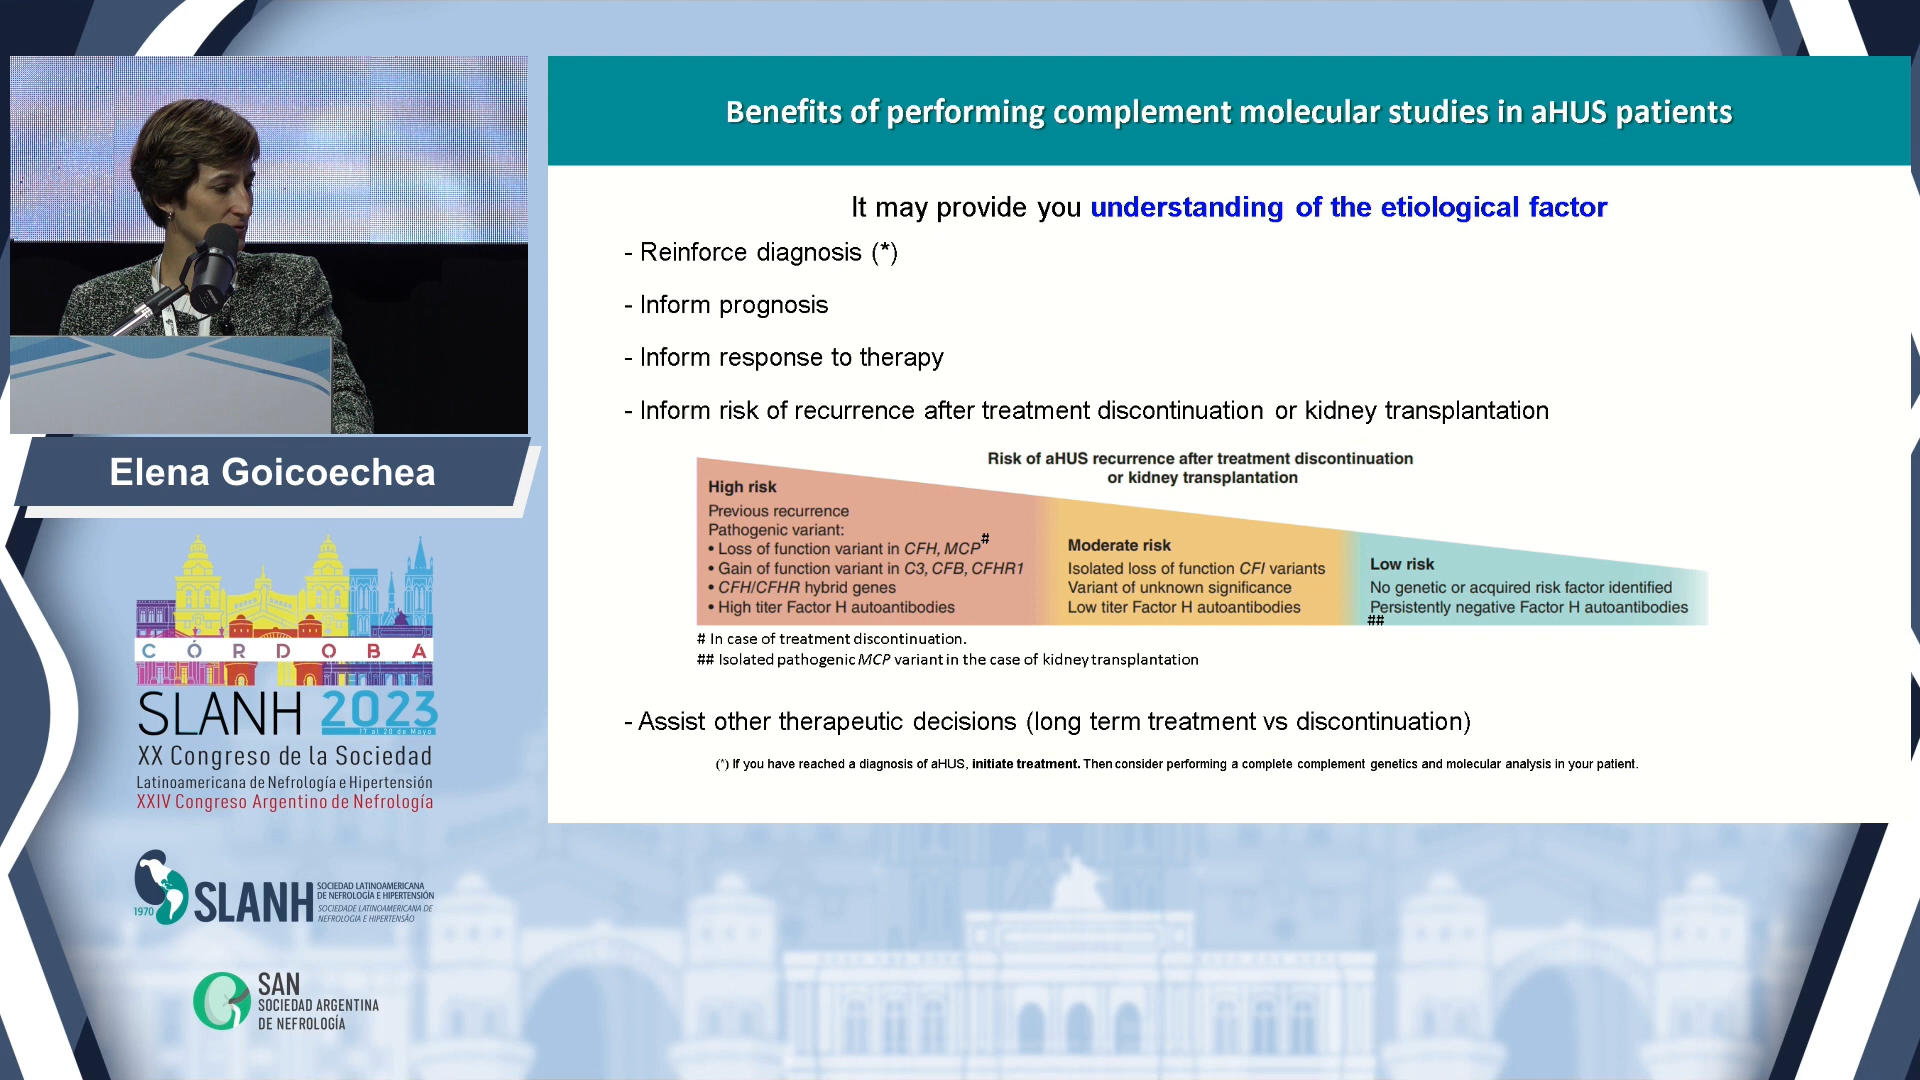 Benefits of performing complement molecular studies in aHUS patients
It may provide you understanding of the etiological factor
- Reinforce diagnosis (*)
- Inform prognosis
- Inform response to therapy
- Inform risk of recurrence after treatment discontinuation or kidney transplantation
Risk of aHUS recurrence after treatment discontinuation
or kidney transplantation
High risk
Previous recurrence
Pathogenic variant:
• Loss of function variant in CFH, MCP#
• Gain of function variant in C3, CFB, CFHR1
• CFH/CFHR hybrid genes
• High titer Factor H autoantibodies
Moderate risk
Isolated loss of function CFI variants
Variant of unknown significance
Low titer Factor H autoantibodies
Low risk
No genetic or acquired risk factor identified
Persistently negative Factor H autoantibodies
##
# In case of treatment discontinuation.
## Isolated pathogenic MCP variant in the case of kidney transplantation
- Assist other therapeutic decisions (long term treatment vs discontinuation)
(*) If you have reached a diagnosis of aHUS, initiate treatment. Then consider performing a complete complement genetics and molecular analysis in your patient.
Elena Goicoechea
CÓRDOBA
SLANH 2023
17 al 20 de Mayo
XX Congreso de la Sociedad
Latinoamericana de Nefrología e Hipertensión
XXIV Congreso Argentino de Nefrología
1970
SLANH
SOCIEDAD LATINOAMERICANA
DE NEFROLOGÍA E HIPERTENSIÓN
SOCIEDADE LATINOAMERICANA DE
NEFROLOGIA E HIPERTENSÃO
SAN
SOCIEDAD ARGENTINA
DE NEFROLOGÍA